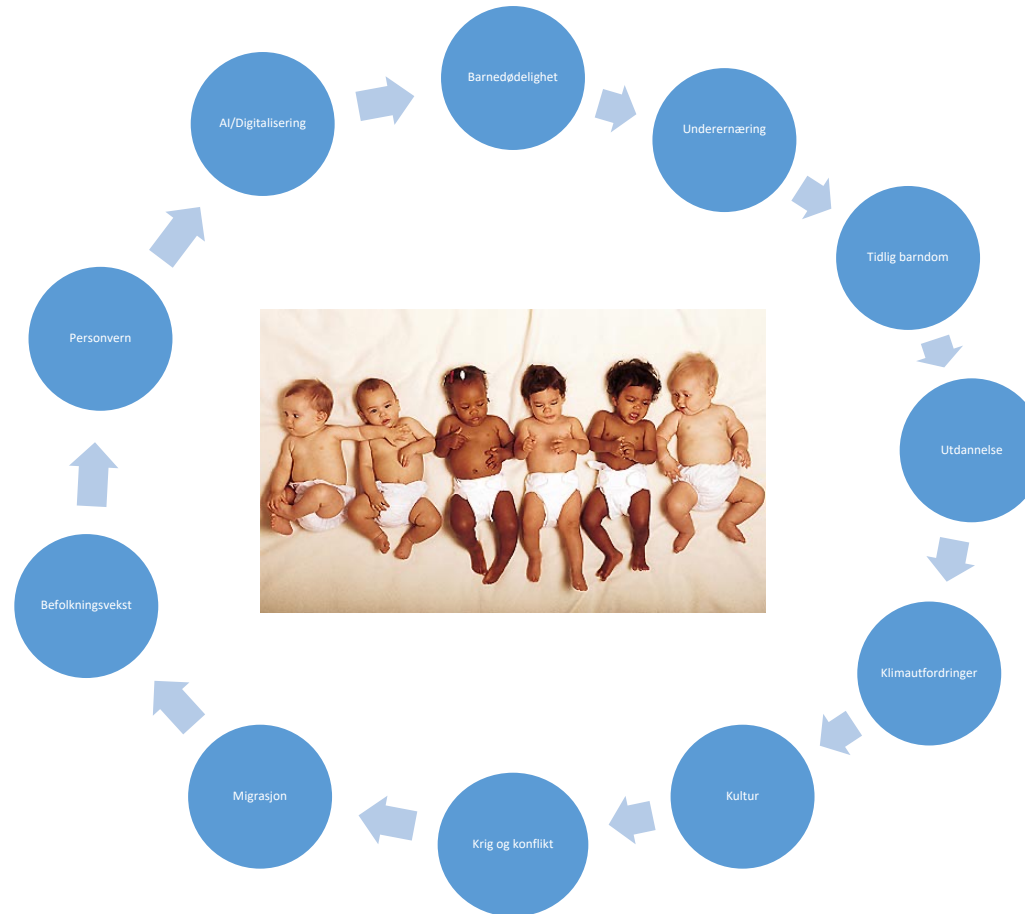 Barnedødelighet
Underernæring
Tidlig barndom
Utdannelse
Klimautfordringer
Kultur
Krig og konflikt
Migrasjon
Befolkningsvekst
Personvern
AI/Digitalisering